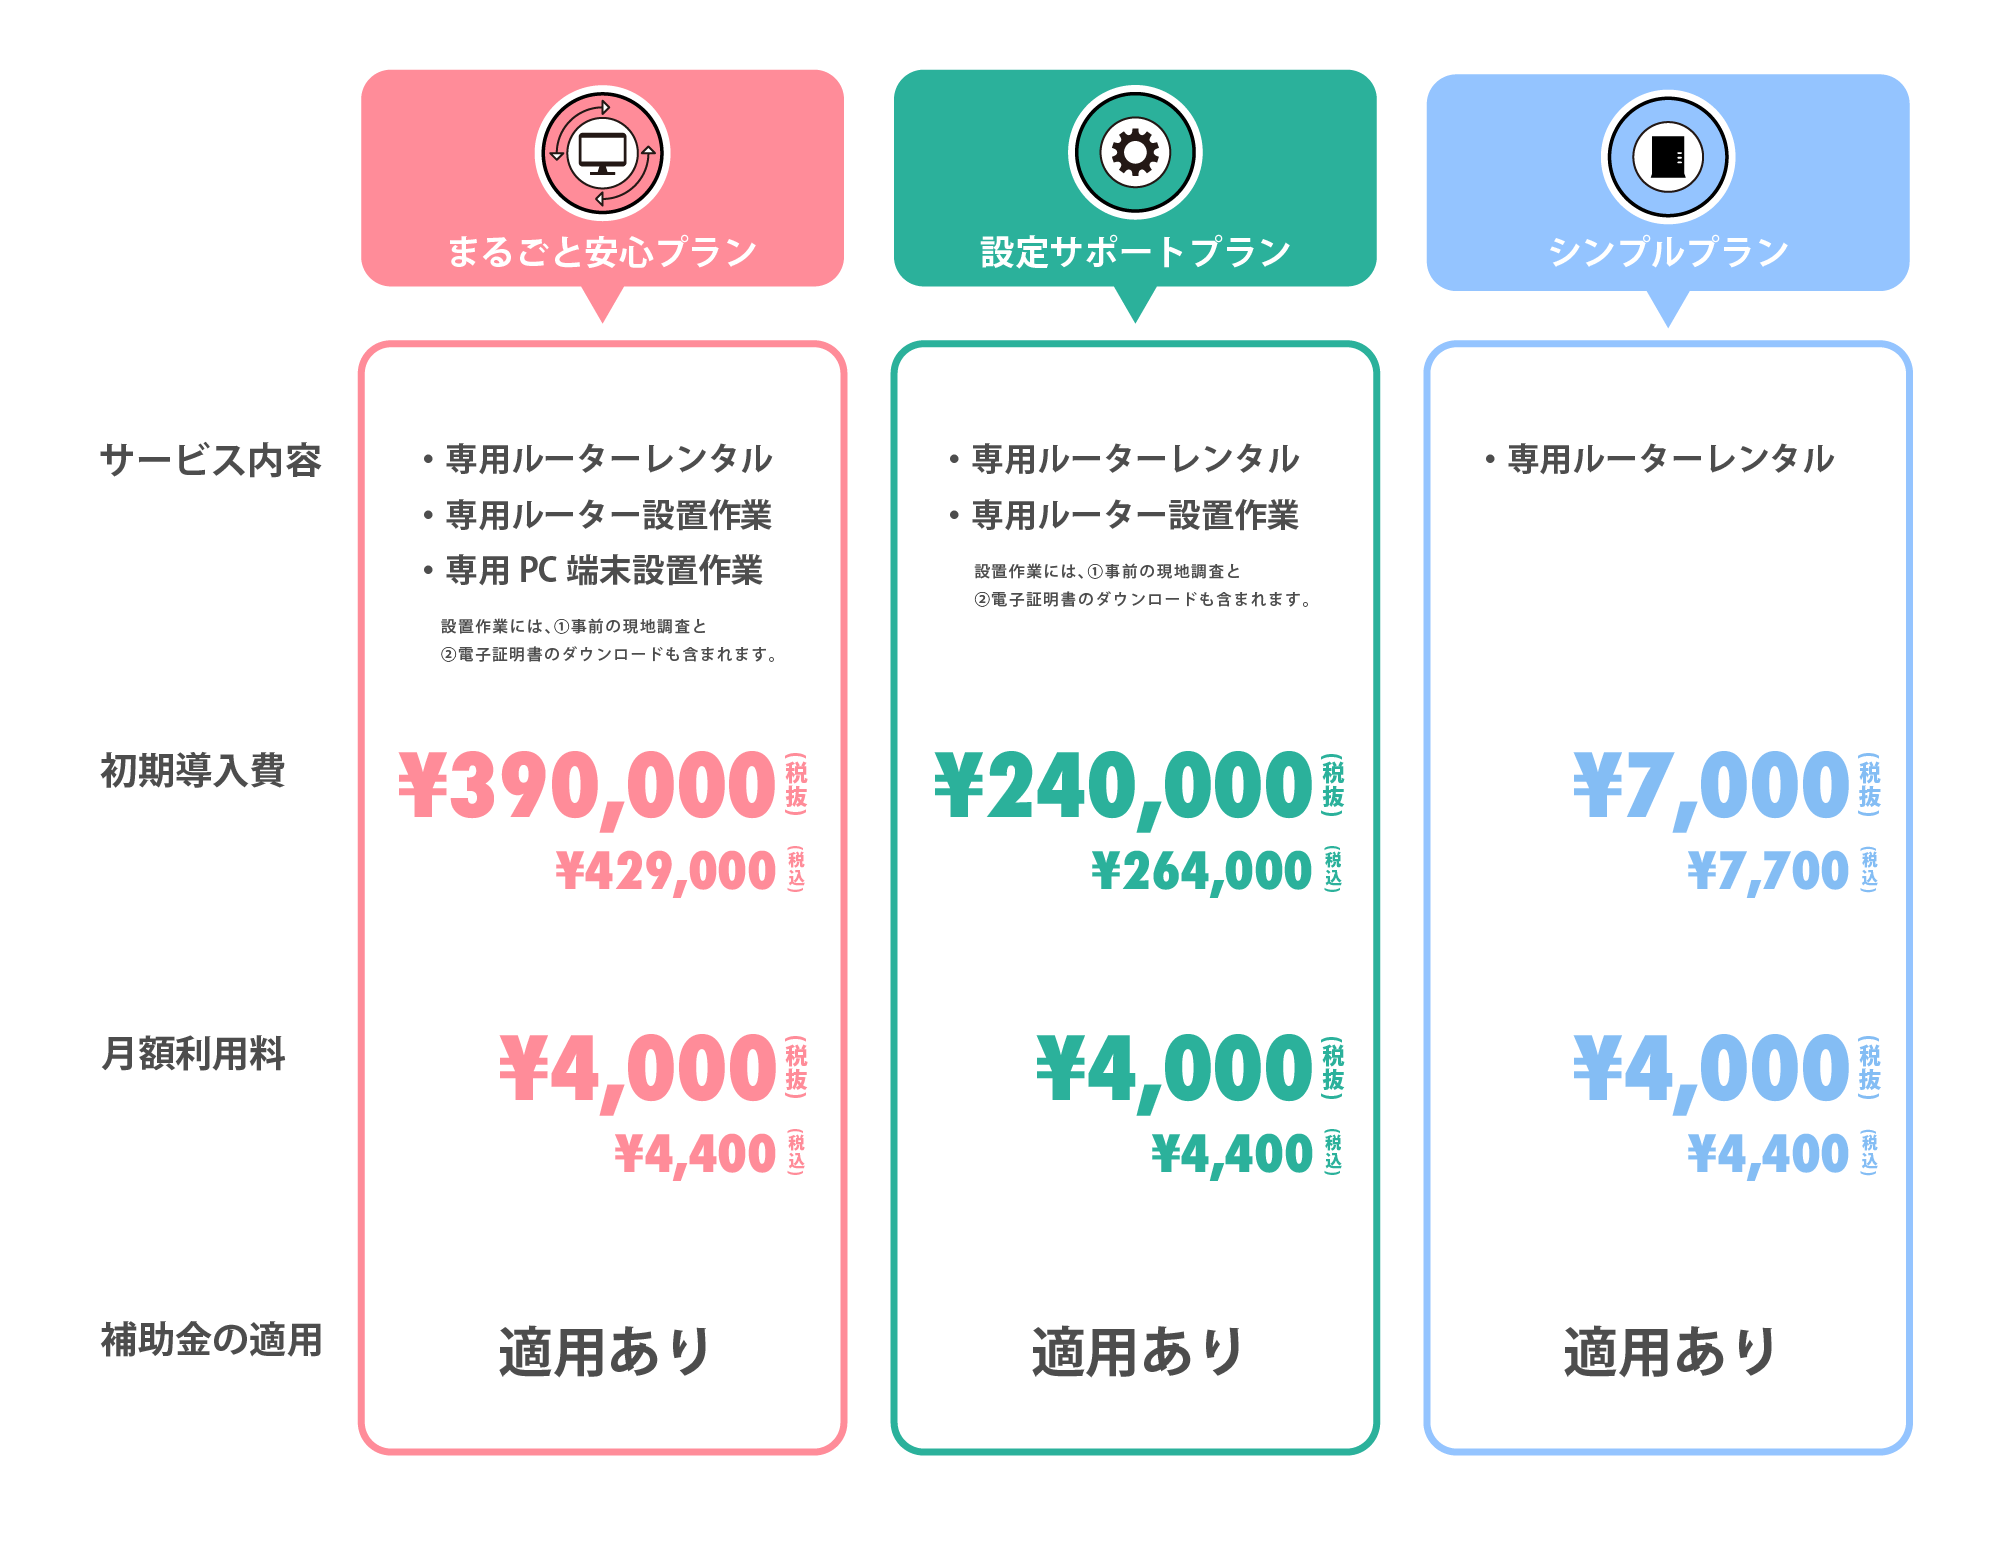 まるごと安心プラン
設定サポートプラン
シンプルプラン
サービス内容
・専用ルーターレンタル
・専用ルーター設置作業
・専用 PC 端末設置作業
設置作業には、①事前の現地調査と
②電子証明書のダウンロードも含まれます。
・専用ルーターレンタル
・専用ルーター設置作業
設置作業には、①事前の現地調査と
②電子証明書のダウンロードも含まれます。
・専用ルーターレンタル
初期導入費
¥390,000(税抜)
¥429,000(税込)
¥240,000(税抜)
¥264,000(税込)
¥7,000(税抜)
¥7,700(税込)
月額利用料
¥4,000(税抜)
¥4,400(税込)
¥4,000(税抜)
¥4,400(税込)
¥4,000(税抜)
¥4,400(税込)
補助金の適用
適用あり
適用あり
適用あり